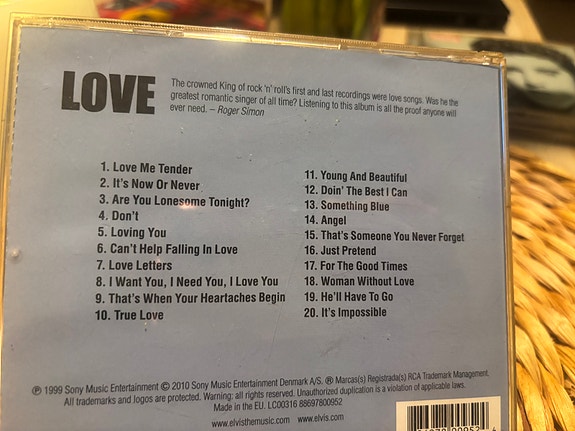 LOVE
The crowned King of rock 'n' roll's first and last recordings were love songs. Was he the
greatest romantic singer of all time? Listening to this album is all the proof anyone will
ever need. – Roger Simon
1. Love Me Tender
2. It's Now Or Never
3. Are You Lonesome Tonight?
4. Don't
5. Loving You
6. Can't Help Falling In Love
7. Love Letters
8. I Want You, I Need You, I Love You
9. That's When Your Heartaches Begin
10. True Love
11. Young And Beautiful
12. Doin' The Best I Can
13. Something Blue
14. Angel
15. That's Someone You Never Forget
16. Just Pretend
17. For The Good Times
18. Woman Without Love
19. He'll Have To Go
20. It's Impossible
℗ 1999 Sony Music Entertainment © 2010 Sony Music Entertainment Denmark A/S. ® Marcas(s) Registrada(s) RCA Trademark Management.
All trademarks and logos are protected. Warning: all rights reserved. Unauthorized duplication is a violation of applicable laws.
Made in the EU. LC00316 88697800952
www.elvisthemusic.com www.elvis.com